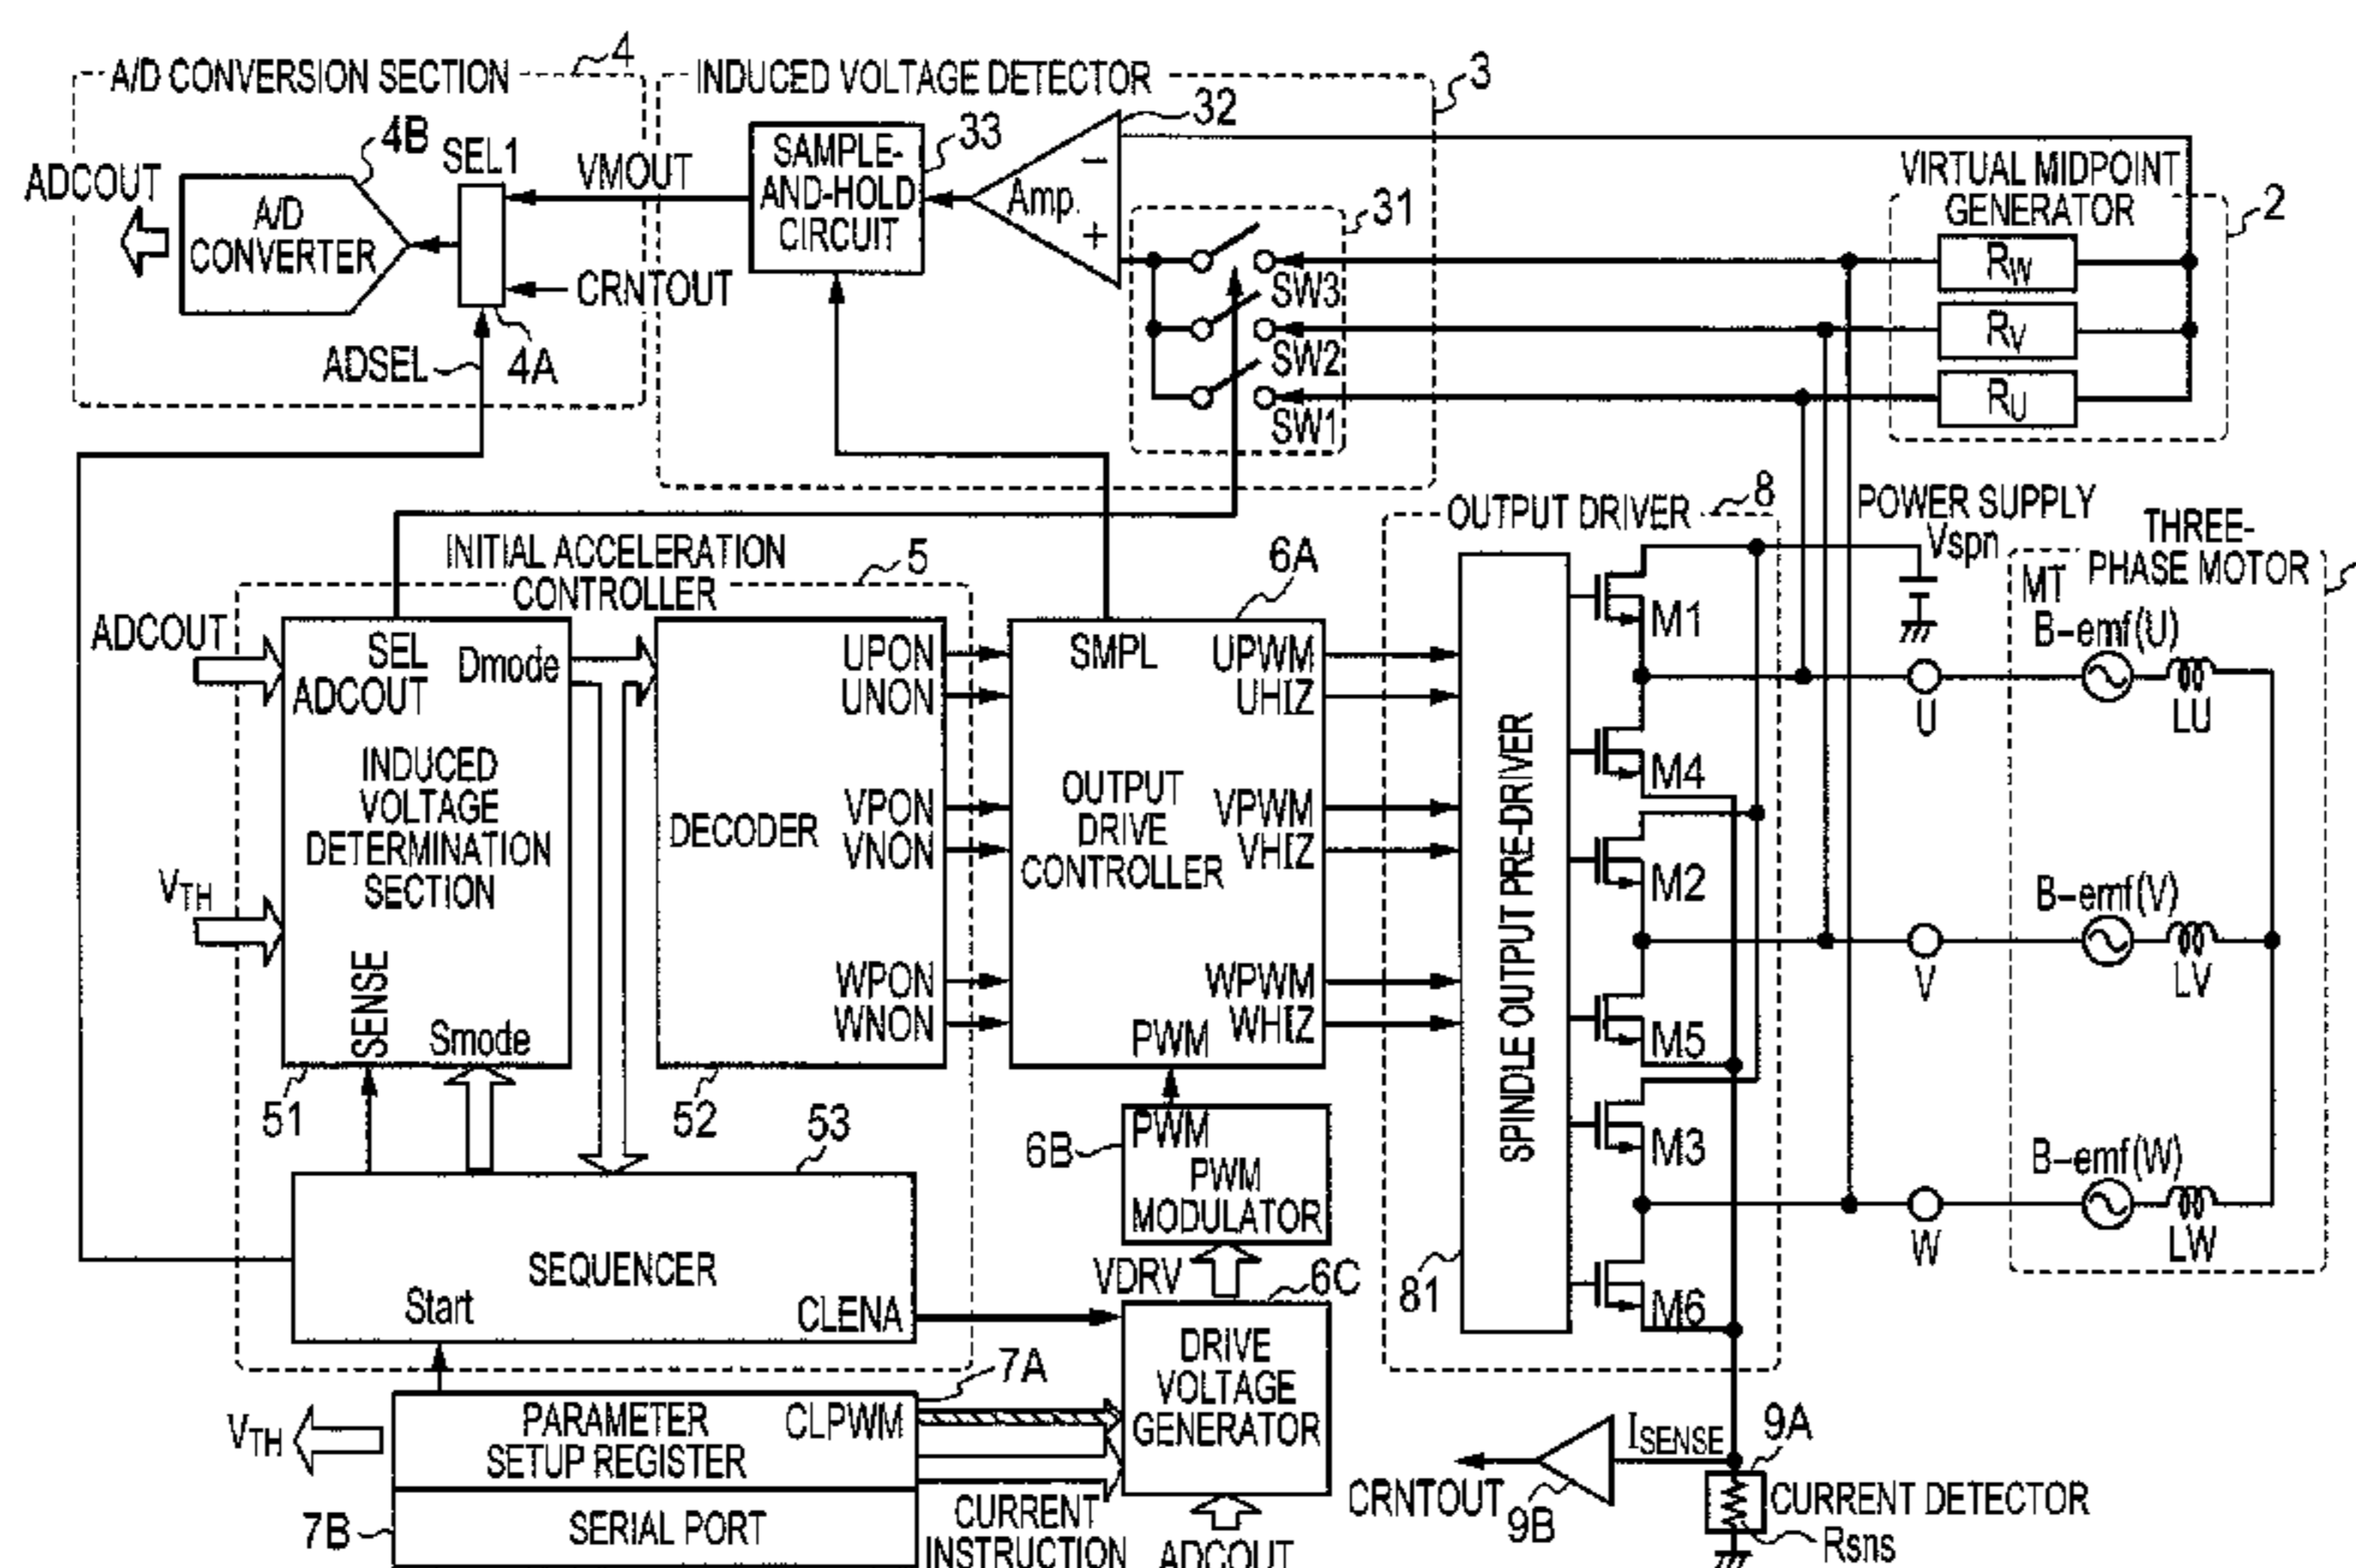 A/D CONVERSION SECTION
4
INDUCED VOLTAGE DETECTOR
3
4B
SEL1
ADCOUT
A/D
CONVERTER
VMOUT
CRNTOUT
ADSEL
4A
SAMPLE-
AND-HOLD
CIRCUIT
33
Amp.
−
+
32
31
SW3
SW2
SW1
VIRTUAL MIDPOINT
GENERATOR
2
RW
RV
RU
INITIAL ACCELERATION
CONTROLLER
5
ADCOUT
VTH
SEL
ADCOUT
Dmode
INDUCED
VOLTAGE
DETERMINATION
SECTION
SENSE
Smode
51
DECODER
UPON
UNON
VPON
VNON
WPON
WNON
52
6A
SMPL
OUTPUT
DRIVE
CONTROLLER
UPWM
UHIZ
VPWM
VHIZ
WPWM
WHIZ
PWM
OUTPUT DRIVER
8
SPINDLE OUTPUT PRE-DRIVER
81
M1
M4
M2
M5
M3
M6
POWER SUPPLY
Vspn
THREE-
PHASE MOTOR
MT
B-emf(U)
U
LU
B-emf(V)
V
LV
B-emf(W)
W
LW
53
SEQUENCER
Start
CLENA
6B
PWM
PWM
MODULATOR
VDRV
6C
DRIVE
VOLTAGE
GENERATOR
ADCOUT
7A
VTH
PARAMETER
SETUP REGISTER
CLPWM
7B
SERIAL PORT
CURRENT
INSTRUCTION
CRNTOUT
9B
ISENSE
9A
CURRENT DETECTOR
Rsns